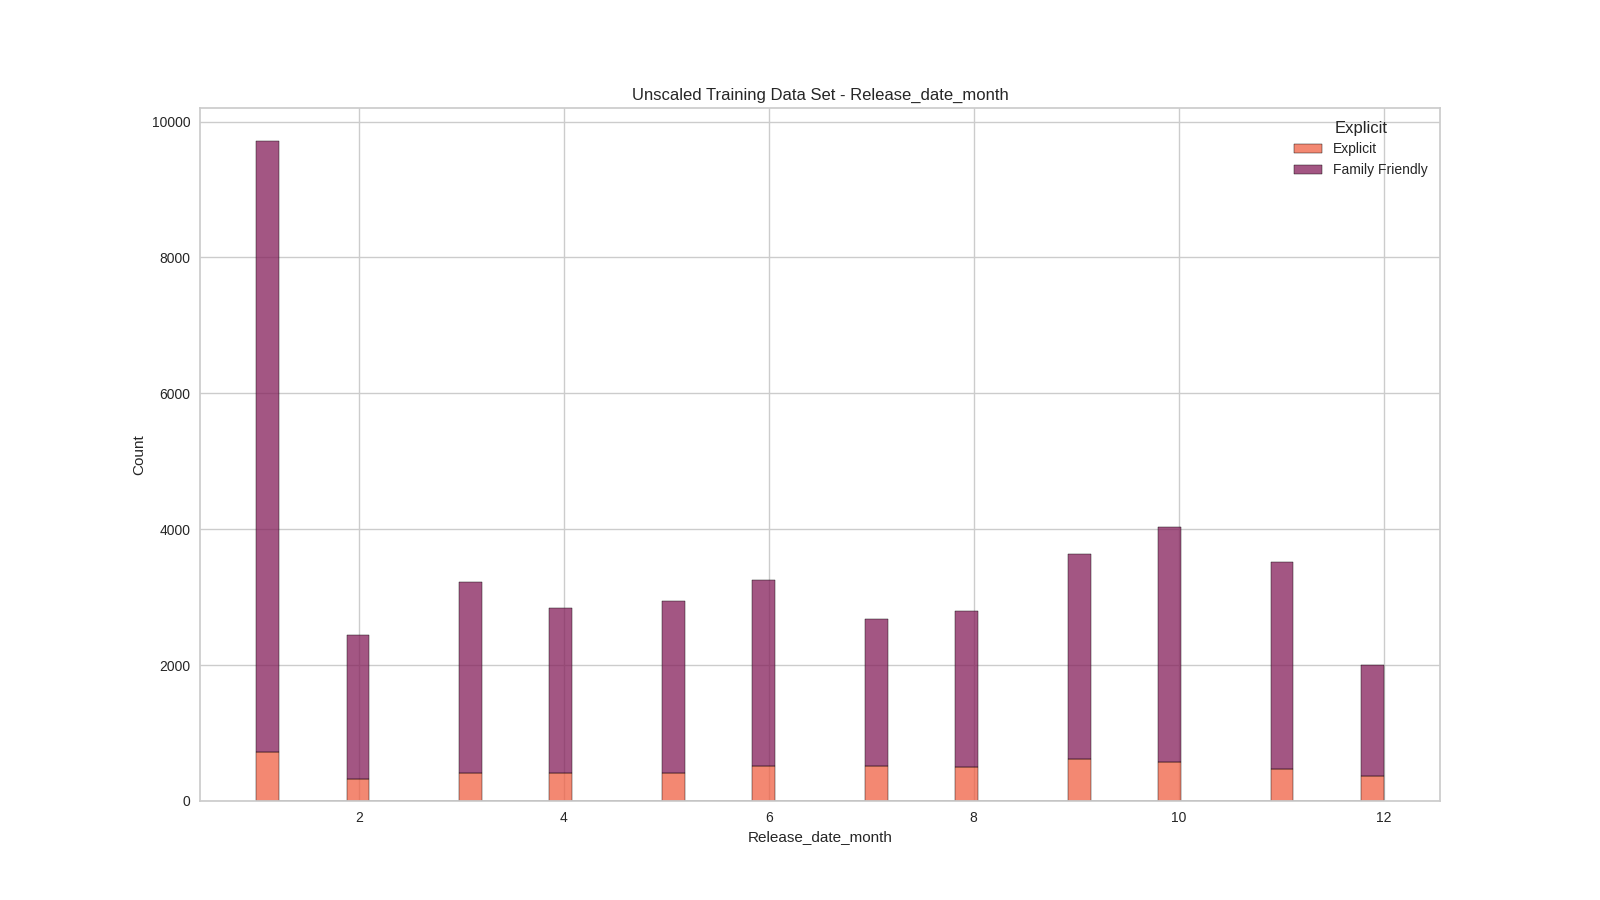 Unscaled Training Data Set - Release_date_month
10000
8000
6000
4000
2000
0
Count
Explicit
Explicit
Family Friendly
2
4
6
8
10
12
Release_date_month